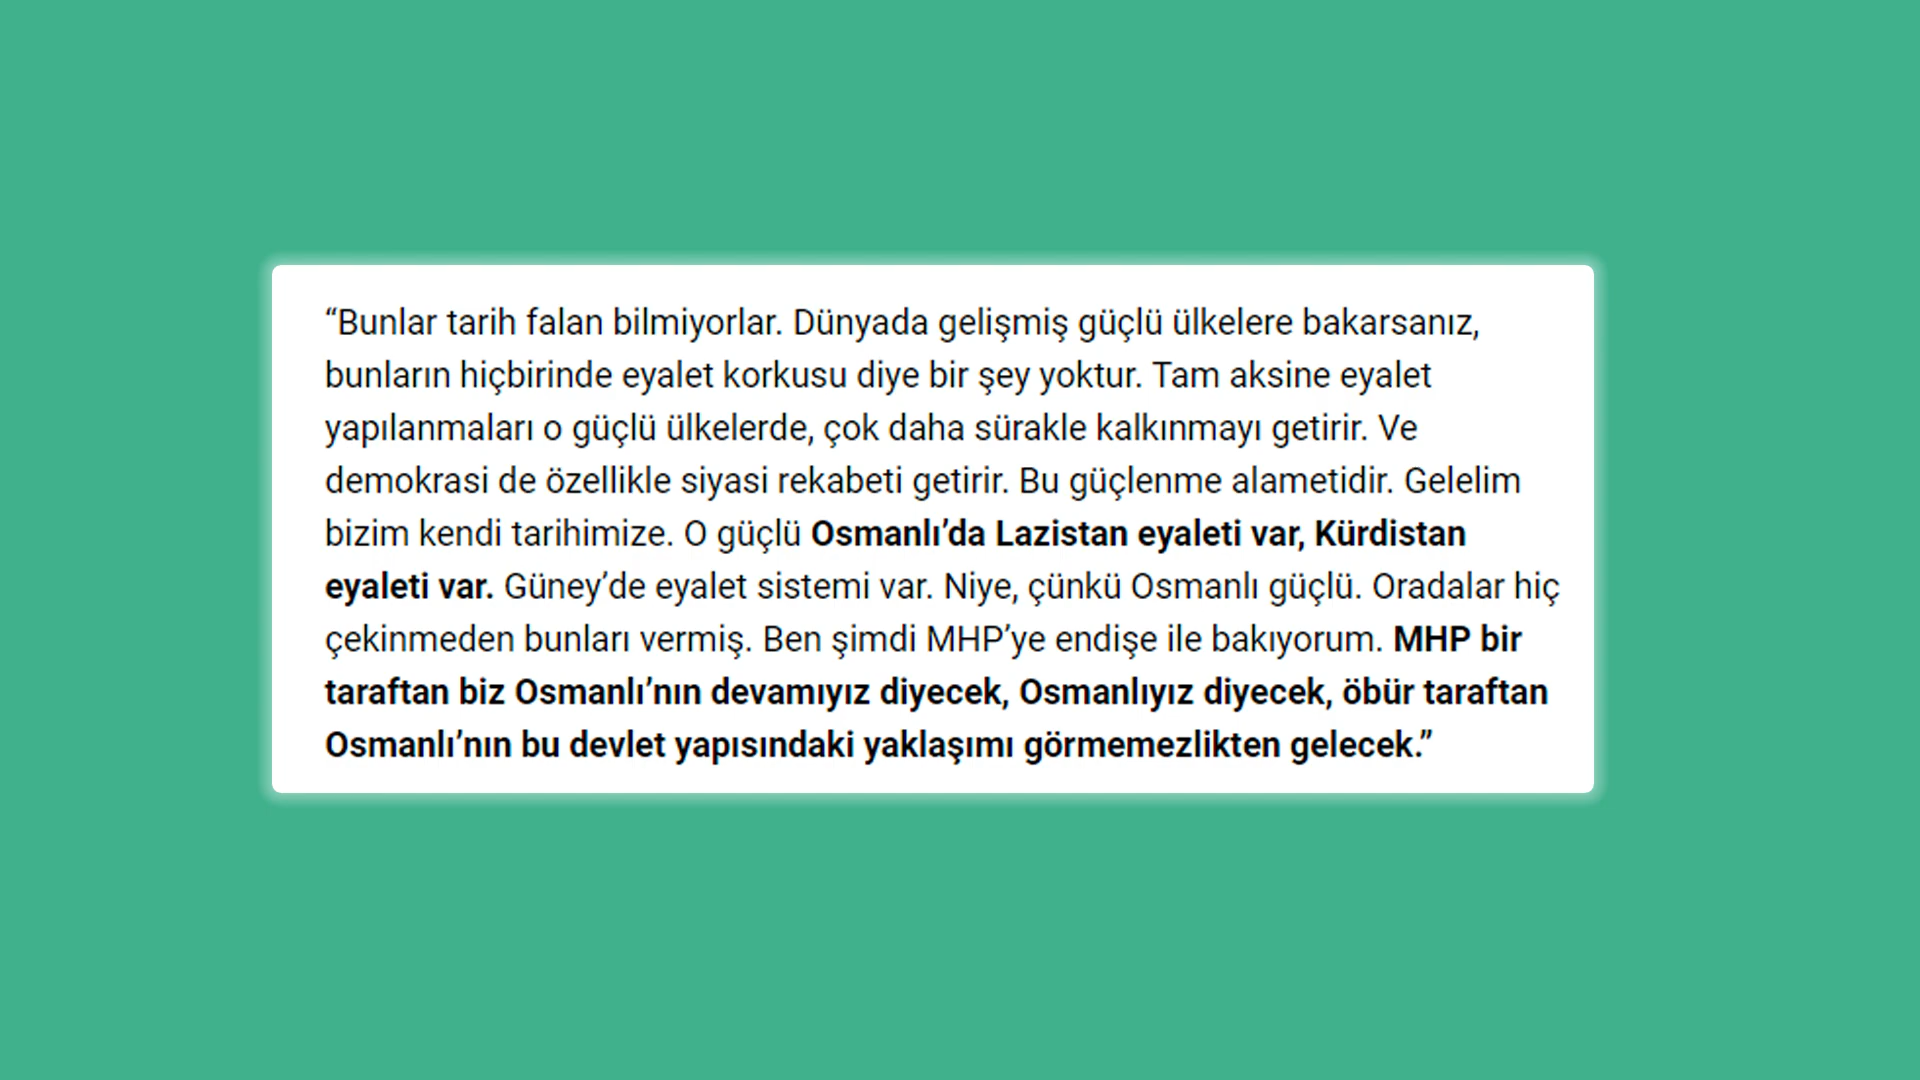 “Bunlar tarih falan bilmiyorlar. Dünyada gelişmiş güçlü ülkelere bakarsanız,
bunların hiçbirinde eyalet korkusu diye bir şey yoktur. Tam aksine eyalet
yapılanmaları o güçlü ülkelerde, çok daha sürakle kalkınmayı getirir. Ve
demokrasi de özellikle siyasi rekabeti getirir. Bu güçlenme alametidir. Gelelim
bizim kendi tarihimize. O güçlü Osmanlı’da Lazistan eyaleti var, Kürdistan
eyaleti var. Güney’de eyalet sistemi var. Niye, çünkü Osmanlı güçlü. Oradalar hiç
çekinmeden bunları vermiş. Ben şimdi MHP’ye endişe ile bakıyorum. MHP bir
taraftan biz Osmanlı’nın devamıyız diyecek, Osmanlıyız diyecek, öbür taraftan
Osmanlı’nın bu devlet yapısındaki yaklaşımı görmemezlikten gelecek.”